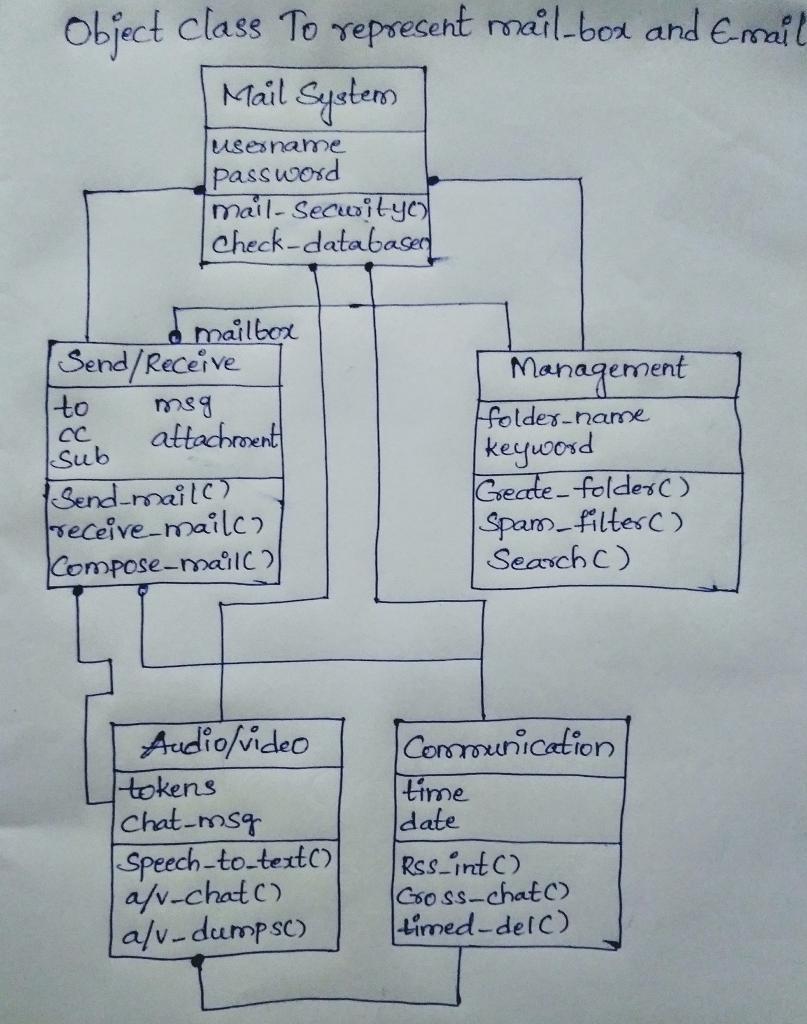 Object Class To represent mail-box and E-mail
Mail System
username
password
mail-Security()
Check-database()
mailbox
Send/Receive
to msg
cc attachment
Sub
Send-mail()
receive-mail()
Compose-mail()
Management
folder-name
keyword
Create-folder()
Spam-filter()
Search()
Audio/video
tokens
Chat-msg
Speech-to-text()
a/v-chat()
a/v-dumps()
Communication
time
date
Rss-int()
Cross-chat()
timed-del()